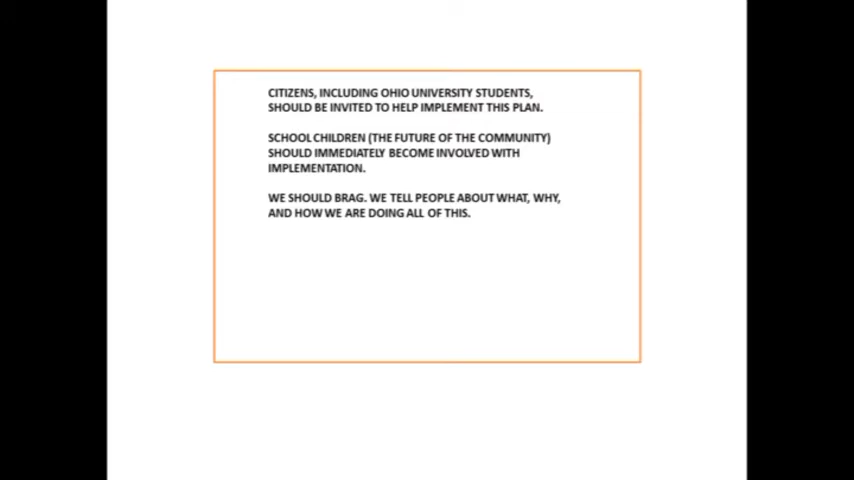 CITIZENS, INCLUDING OHIO UNIVERSITY STUDENTS,
SHOULD BE INVITED TO HELP IMPLEMENT THIS PLAN.
SCHOOL CHILDREN (THE FUTURE OF THE COMMUNITY)
SHOULD IMMEDIATELY BECOME INVOLVED WITH
IMPLEMENTATION.
WE SHOULD BRAG. WE TELL PEOPLE ABOUT WHAT, WHY,
AND HOW WE ARE DOING ALL OF THIS.